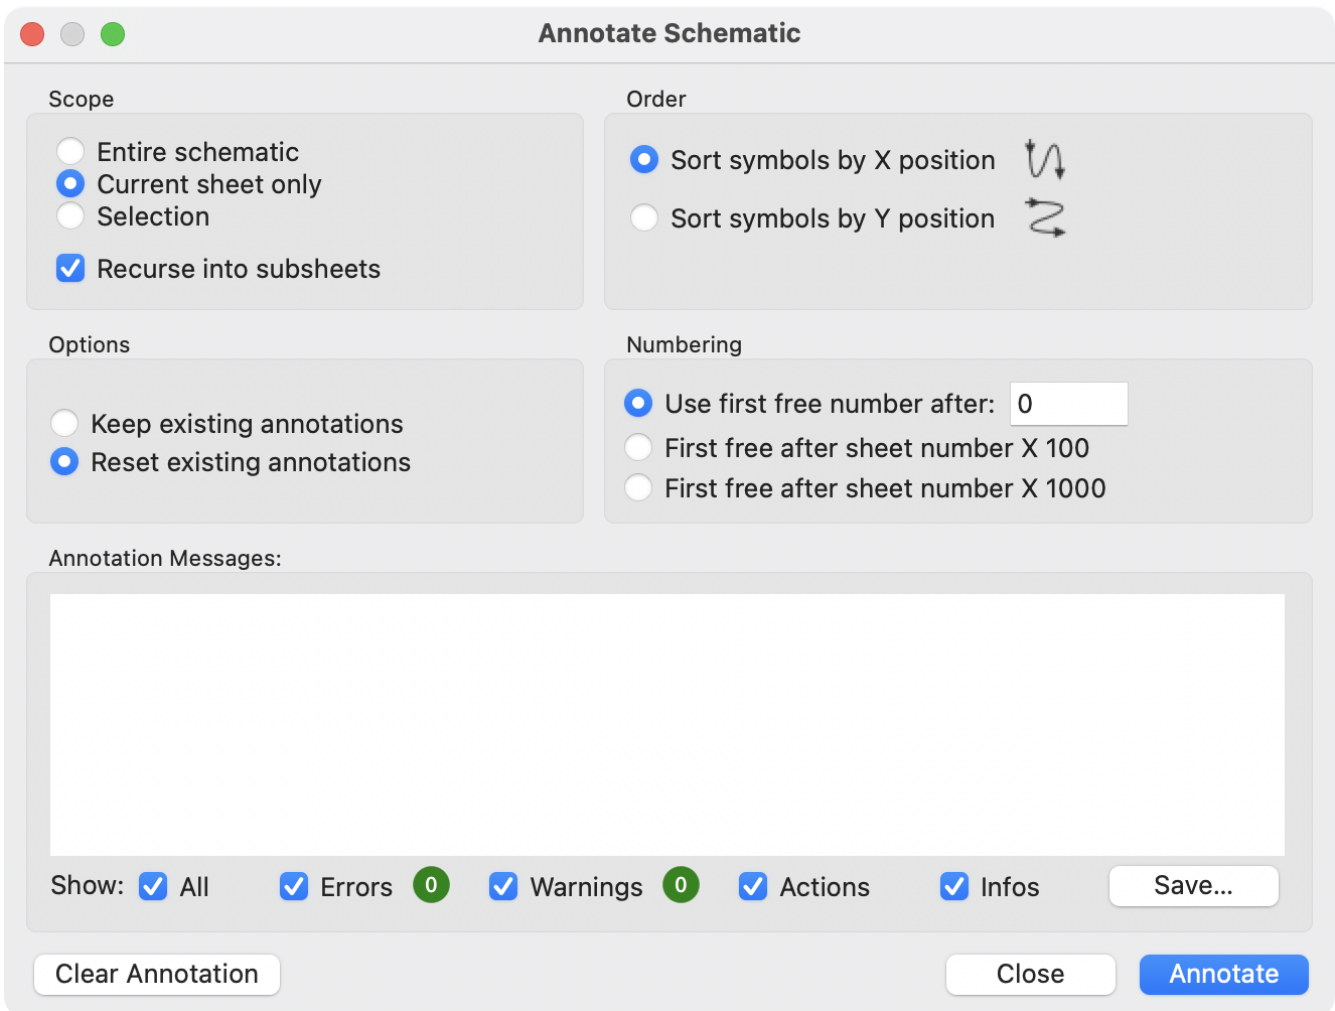 Annotate Schematic
Scope
Entire schematic
Current sheet only
Selection
Recurse into subsheets
Order
Sort symbols by X position
Sort symbols by Y position
Options
Keep existing annotations
Reset existing annotations
Numbering
Use first free number after: 0
First free after sheet number X 100
First free after sheet number X 1000
Annotation Messages:
Show: All Errors 0 Warnings 0 Actions Infos Save...
Clear Annotation Close Annotate